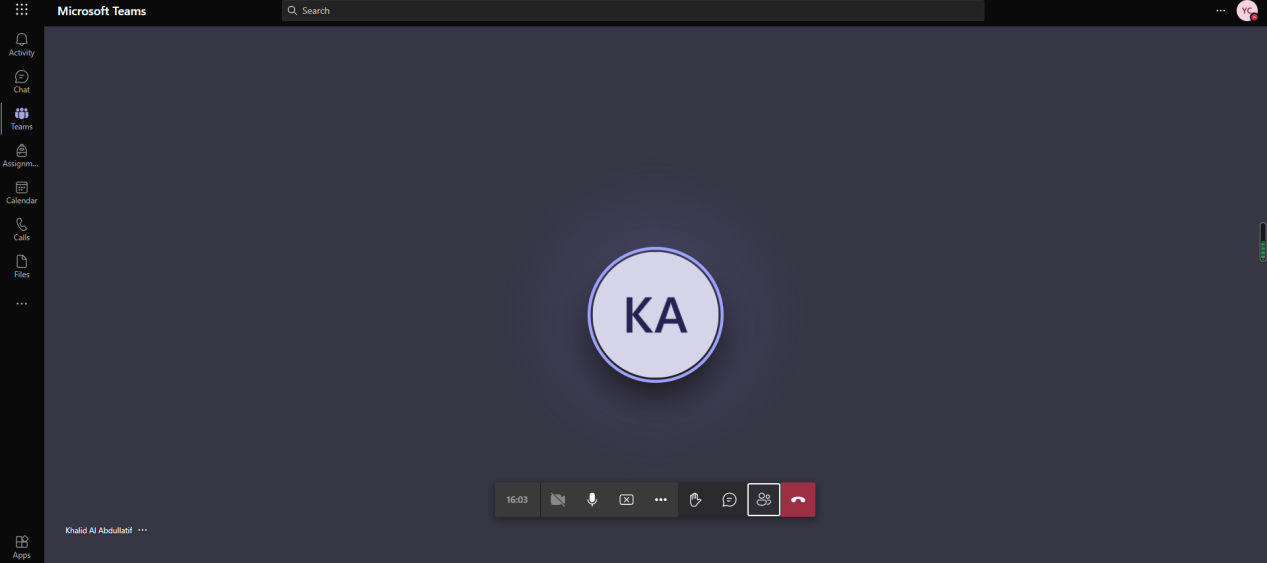 Microsoft Teams
Search
YC
Activity
Chat
Teams
Assignm...
Calendar
Calls
Files
KA
16:03
Khalid Al Abdullatif
Apps